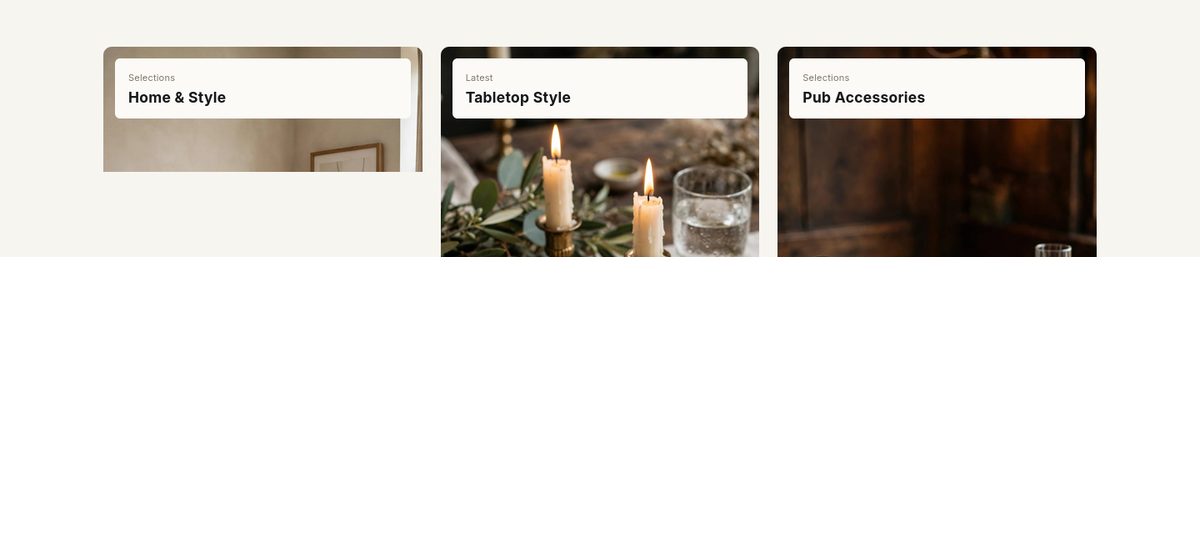 Selections
Home & Style
Latest
Tabletop Style
Selections
Pub Accessories